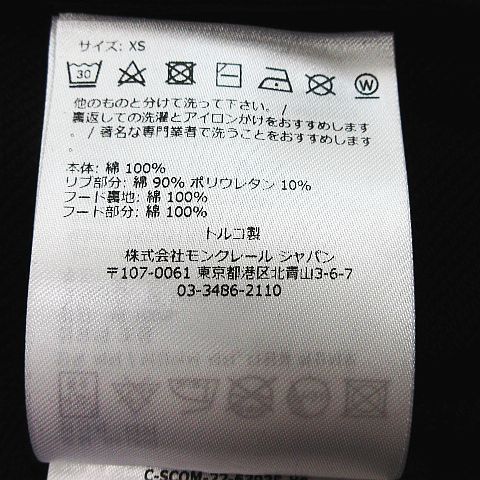 サイズ: XS
30
W
他のものと分けて洗って下さい。/
裏返しての洗濯とアイロンかけをおすすめします
。/ 著名な専門業者で洗うことをおすすめします
。
本体: 綿 100%
リブ部分: 綿 90% ポリウレタン 10%
フード裏地: 綿 100%
フード部分: 綿 100%
トルコ製
株式会社モンクレール ジャパン
〒107-0061 東京都港区北青山3-6-7
03-3486-2110